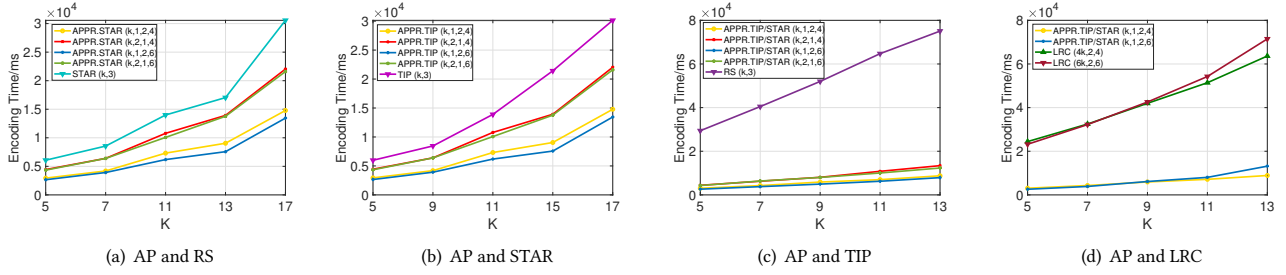 ×10⁴
3
2.5
2
1.5
1
0.5
0
Encoding Time/ms
APPR.STAR (k,1,2,4)
APPR.STAR (k,2,1,4)
APPR.STAR (k,1,2,6)
APPR.STAR (k,2,1,6)
STAR (k,3)
5 7 11 13 17
K
(a) AP and RS
×10⁴
3
2.5
2
1.5
1
0.5
0
Encoding Time/ms
APPR.TIP (k,1,2,4)
APPR.TIP (k,2,1,4)
APPR.TIP (k,1,2,6)
APPR.TIP (k,2,1,6)
TIP (k,3)
5 9 11 15 17
K
(b) AP and STAR
×10⁴
8
6
4
2
0
Encoding Time/ms
APPR.TIP/STAR (k,1,2,4)
APPR.TIP/STAR (k,2,1,4)
APPR.TIP/STAR (k,1,2,6)
APPR.TIP/STAR (k,2,1,6)
RS (k,3)
5 7 9 11 13
K
(c) AP and TIP
×10⁴
8
6
4
2
0
Encoding Time/ms
APPR.TIP/STAR (k,1,2,4)
APPR.TIP/STAR (k,1,2,6)
LRC (4k,2,4)
LRC (6k,2,6)
5 7 9 11 13
K
(d) AP and LRC